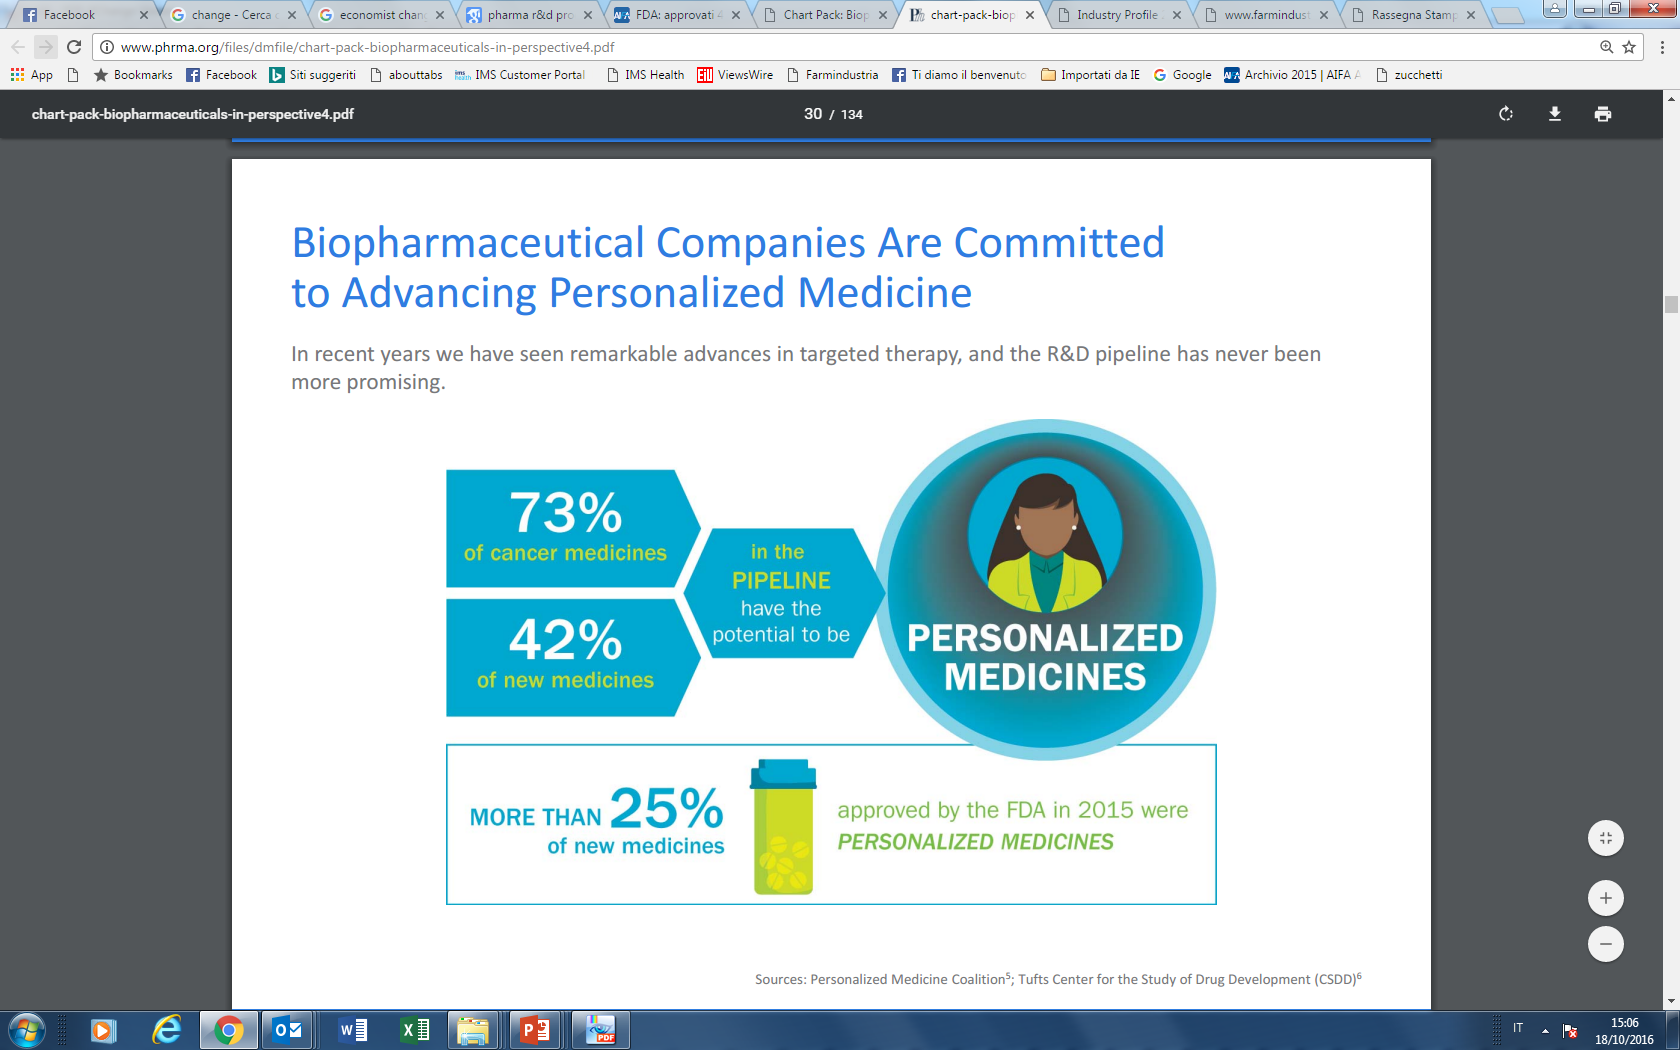 Facebook
change - Cerca
economist chan
pharma r&d pro
FDA: approvati 4
Chart Pack: Biop
chart-pack-biop
Industry Profile
www.farmindust
Rassegna Stamp
www.phrma.org/files/dmfile/chart-pack-biopharmaceuticals-in-perspective4.pdf
App
Bookmarks
Facebook
Siti suggeriti
abouttabs
IMS Customer Portal
IMS Health
ViewsWire
Farmindustria
Ti diamo il benvenuto
Importati da IE
Google
Archivio 2015 | AIFA
zucchetti
chart-pack-biopharmaceuticals-in-perspective4.pdf
30 / 134
Biopharmaceutical Companies Are Committed
to Advancing Personalized Medicine
In recent years we have seen remarkable advances in targeted therapy, and the R&D pipeline has never been
more promising.
73%
of cancer medicines
42%
of new medicines
in the
PIPELINE
have the
potential to be
PERSONALIZED
MEDICINES
MORE THAN 25%
of new medicines
approved by the FDA in 2015 were
PERSONALIZED MEDICINES
Sources: Personalized Medicine Coalition⁵; Tufts Center for the Study of Drug Development (CSDD)⁶
IT
15:06
18/10/2016